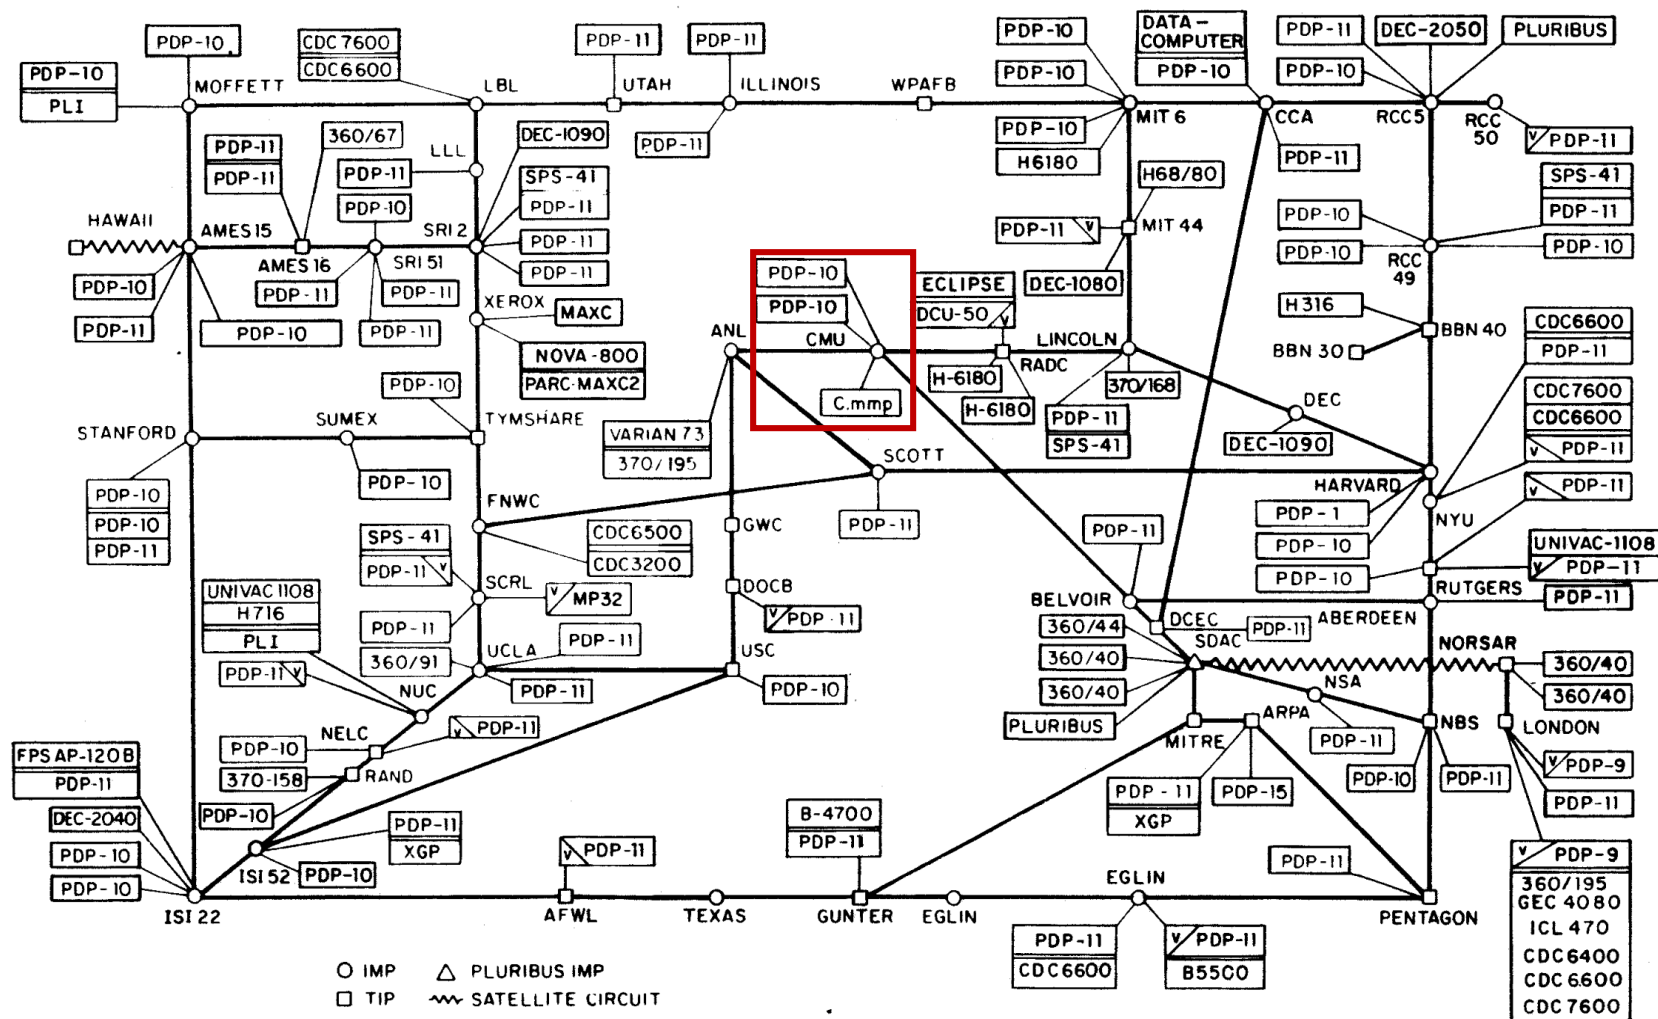 PDP-10
CDC 7600
CDC6600
PDP-11
PDP-11
PDP-10
DATA-
COMPUTER
PDP-10
PDP-11
DEC-2050
PLURIBUS
PDP-10
PLI
MOFFETT
LBL
UTAH
ILLINOIS
WPAFB
PDP-10
PDP-10
MIT 6
CCA
RCC5
RCC
50
PDP-11
PDP-11
360/67
DEC-1090
PDP-11
PDP-10
H6180
PDP-11
V PDP-11
LLL
PDP-11
PDP-11
SPS-41
PDP-11
H68/80
SPS-41
PDP-11
HAWAII
AMES 15
PDP-10
SRI 2
PDP-11
PDP-11
PDP-11 V
MIT 44
PDP-10
PDP-10
PDP-10
AMES 16
SRI 51
RCC
49
PDP-10
PDP-11
PDP-11
PDP-11
PDP-10
PDP-11
XEROX
MAXC
PDP-10
PDP-10
ECLIPSE
DCU-50 V
DEC-1080
H316
BBN 40
BBN 30
CDC6600
PDP-11
ANL
CMU
RADC
LINCOLN
NOVA-800
PARC-MAXC2
H-6180
H-6180
370/168
C.mmp
PDP-11
SPS-41
DEC
DEC-1090
CDC7600
CDC6600
V PDP-11
PDP-10
TYMSHARE
STANFORD
SUMEX
VARIAN 73
370/195
SCOTT
HARVARD
V PDP-11
PDP-10
PDP-10
PDP-10
PDP-11
FNWC
PDP-11
PDP-1
NYU
GWC
CDC6500
CDC3200
PDP-11
PDP-10
SPS-41
PDP-11 V
SCRL
V MP32
DOCB
V PDP-11
PDP-10
UNIVAC-1108
V PDP-11
RUTGERS
PDP-11
UNIVAC 1108
H716
PLI
PDP-11
BELVOIR
DCEC
PDP-11
ABERDEEN
360/44
SDAC
PDP-11 V
360/91
UCLA
PDP-11
PDP-11
USC
PDP-10
360/40
360/40
NORSAR
360/40
360/40
NUC
NSA
PLURIBUS
ARPA
NELC
PDP-10
V PDP-11
MITRE
PDP-11
NBS
LONDON
FPS AP-120B
PDP-11
370-158
RAND
PDP-10
PDP-11
V PDP-9
PDP-11
PDP-11
XGP
PDP-15
DEC-2040
PDP-10
PDP-11
XGP
B-4700
PDP-11
PDP-10
PDP-10
ISI 52
PDP-10
V PDP-11
PDP-11
V PDP-9
360/195
GEC 4080
ICL 470
CDC6400
CDC6600
CDC7600
ISI 22
AFWL
TEXAS
GUNTER
EGLIN
EGLIN
PENTAGON
PDP-11
CDC6600
V PDP-11
B5500
IMP
PLURIBUS IMP
TIP
SATELLITE CIRCUIT